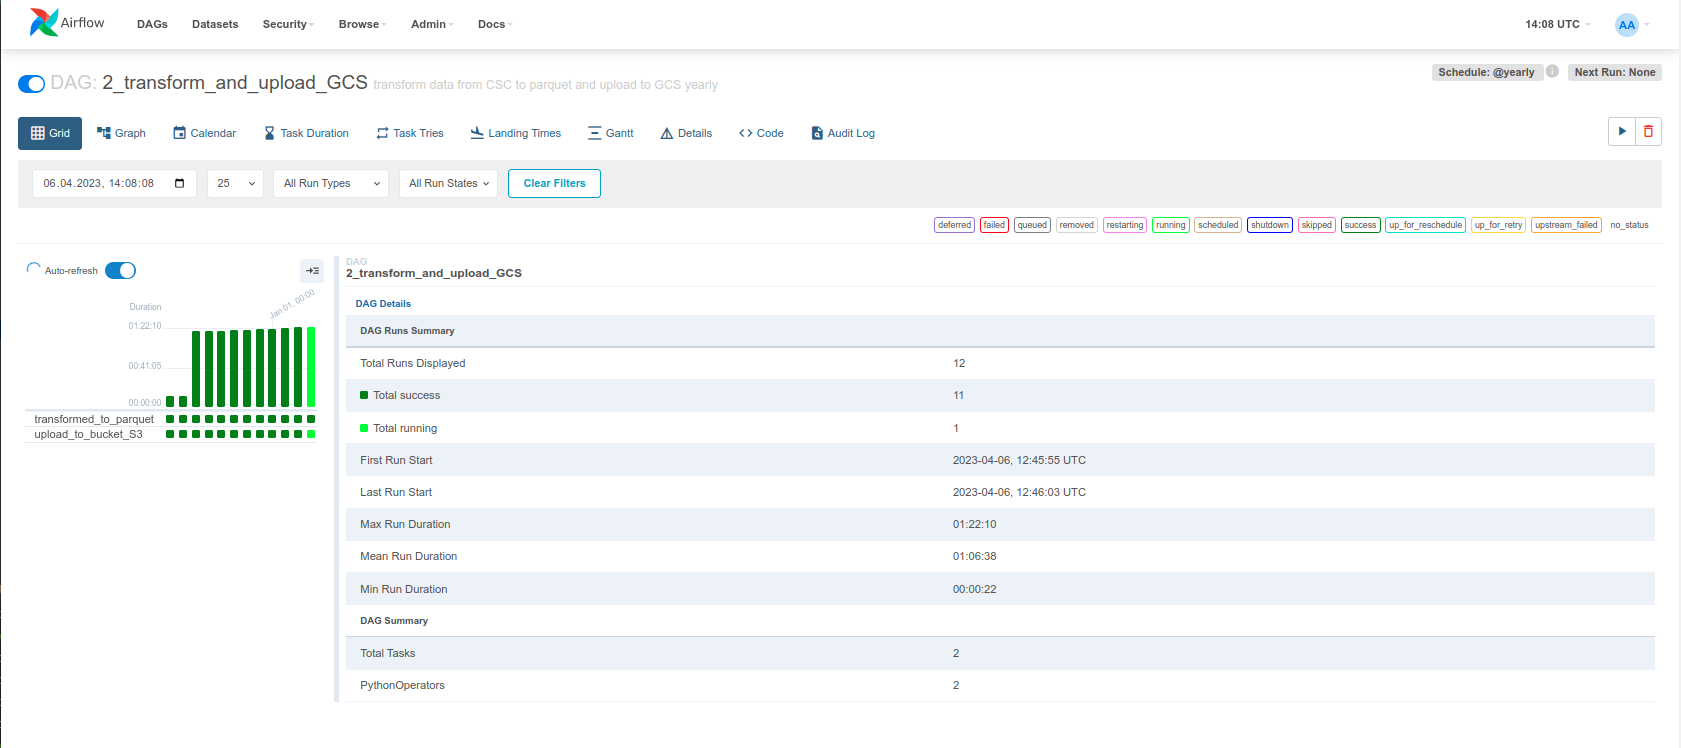 Airflow DAGs Datasets Security Browse Admin Docs 14:08 UTC AA
DAG: 2_transform_and_upload_GCS transform data from CSC to parquet and upload to GCS yearly Schedule: @yearly i Next Run: None
Grid Graph Calendar Task Duration Task Tries Landing Times Gantt Details Code Audit Log
06.04.2023, 14:08:08 25 All Run Types All Run States Clear Filters
deferred failed queued removed restarting running scheduled shutdown skipped success up_for_reschedule up_for_retry upstream_failed no_status
Auto-refresh
Jan 01, 00:00
Duration
01:22:10
00:41:05
00:00:00
transformed_to_parquet
upload_to_bucket_S3
DAG
2_transform_and_upload_GCS
DAG Details
DAG Runs Summary
Total Runs Displayed 12
Total success 11
Total running 1
First Run Start 2023-04-06, 12:45:55 UTC
Last Run Start 2023-04-06, 12:46:03 UTC
Max Run Duration 01:22:10
Mean Run Duration 01:06:38
Min Run Duration 00:00:22
DAG Summary
Total Tasks 2
PythonOperators 2